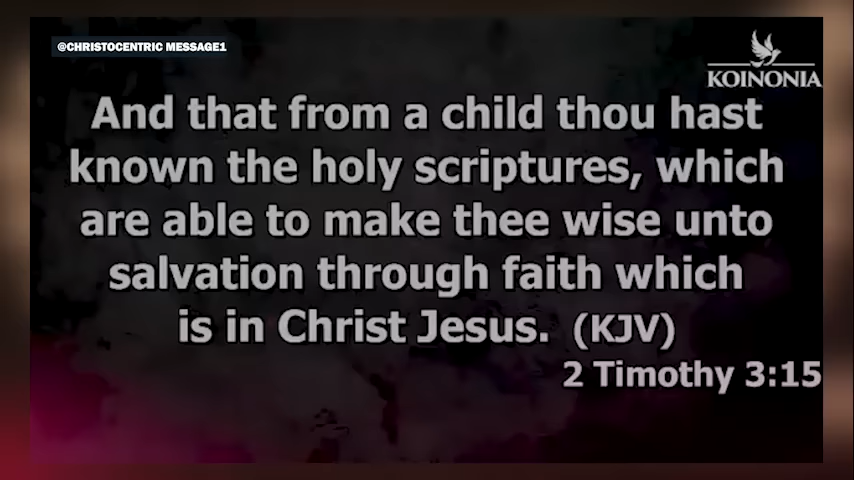 @CHRISTOCENTRIC MESSAGE1
KOINONIA
And that from a child thou hast
known the holy scriptures, which
are able to make thee wise unto
salvation through faith which
is in Christ Jesus. (KJV)
2 Timothy 3:15